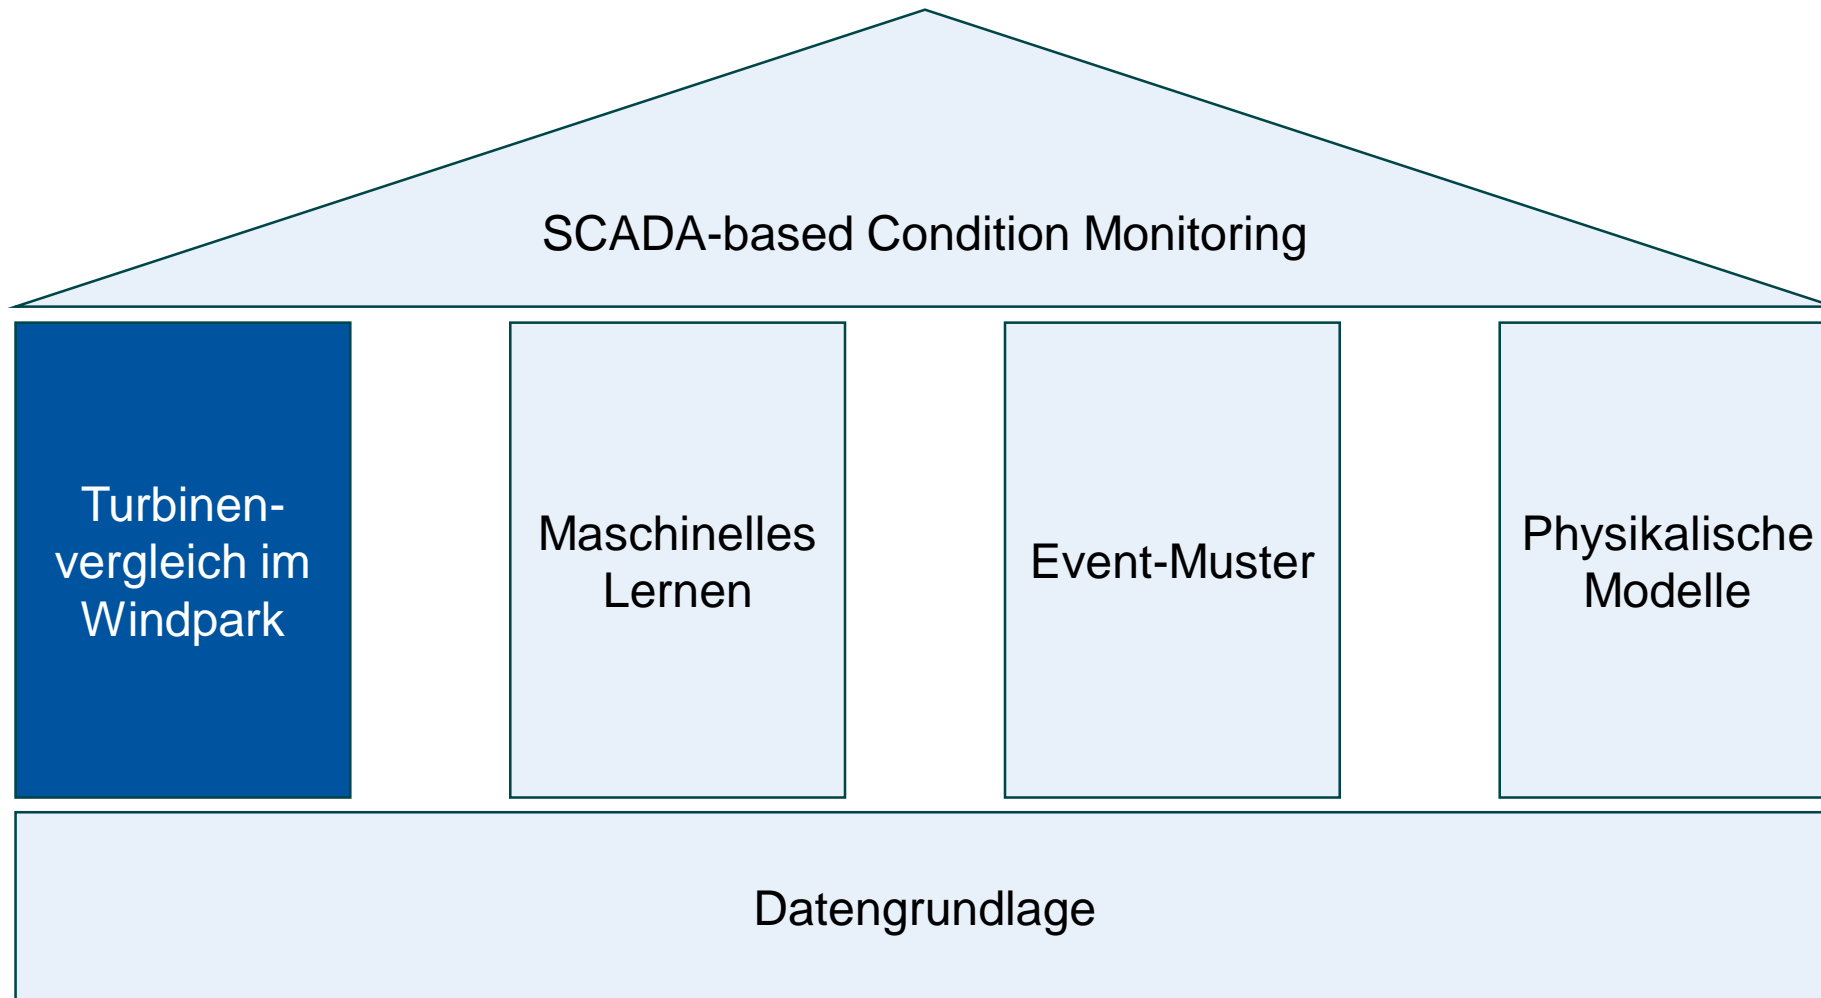 SCADA-based Condition Monitoring
Turbinen-
vergleich im
Windpark
Maschinelles
Lernen
Event-Muster
Physikalische
Modelle
Datengrundlage